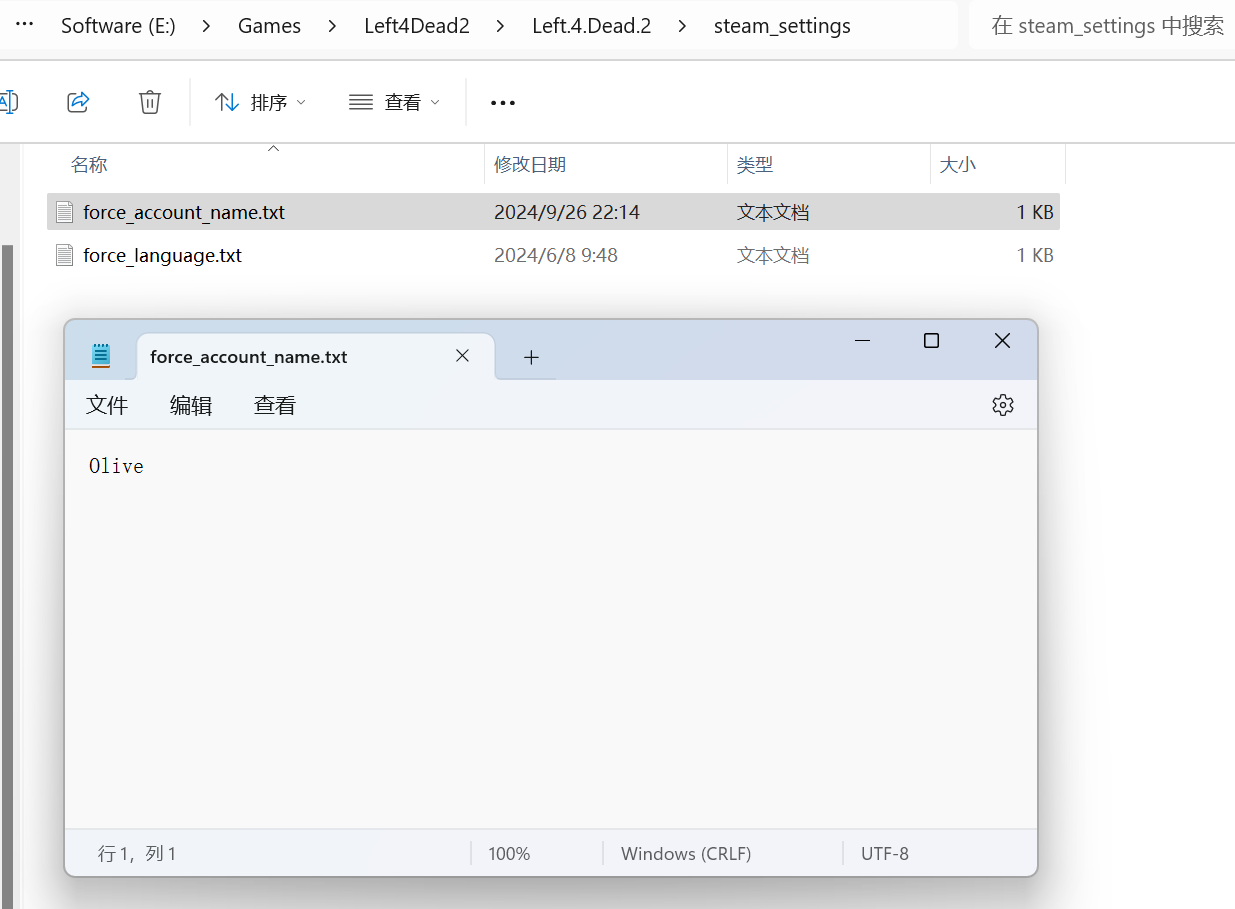 … Software (E:) > Games > Left4Dead2 > Left.4.Dead.2 > steam_settings 在 steam_settings 中搜索
排序 查看 …
名称 修改日期 类型 大小
force_account_name.txt 2024/9/26 22:14 文本文档 1 KB
force_language.txt 2024/6/8 9:48 文本文档 1 KB
force_account_name.txt
文件 编辑 查看
Olive
行 1, 列 1 100% Windows (CRLF) UTF-8